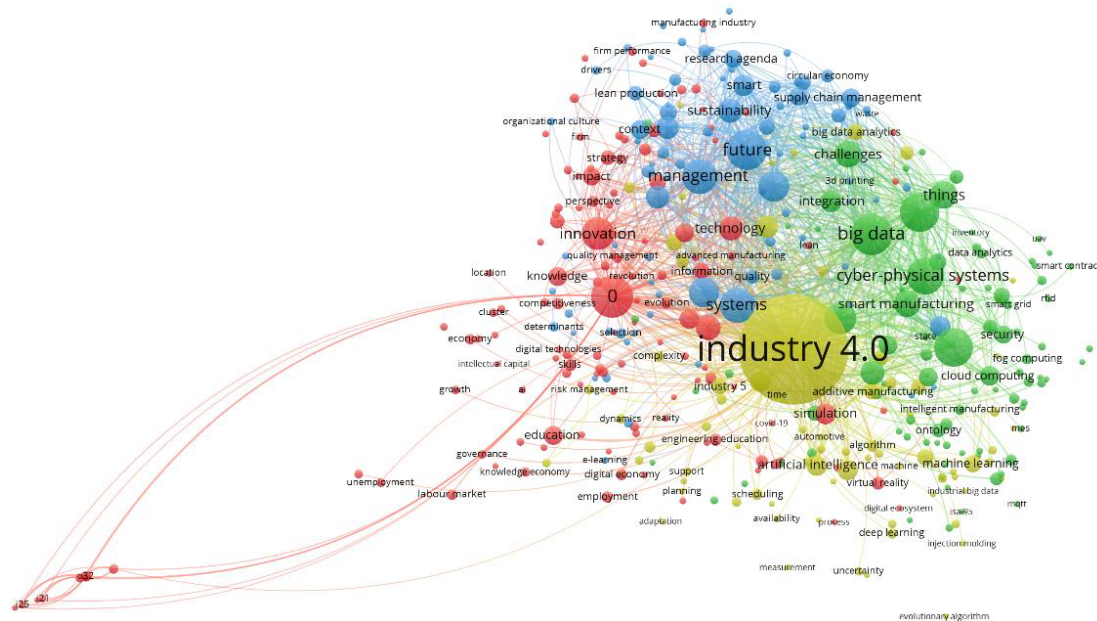 manufacturing industry
firm performance
research agenda
drivers
circular economy
smart
lean production
supply chain management
sustainability
waste
organizational culture
context
big data analytics
firm
future
challenges
strategy
impact
management
3d printing
things
perspective
integration
innovation
technology
big data
inventory
uav
lean
quality management
advanced manufacturing
data analytics
smart contrac
location
knowledge
revolution
information
quality
cyber-physical systems
0
competitiveness
evolution
systems
smart manufacturing
smart grid
rfid
cluster
determinants
selection
state
security
economy
digital technologies
complexity
industry 4.0
fog computing
intellectual capital
skills
cloud computing
growth
ai
risk management
industry 5
time
additive manufacturing
dynamics
reality
covid-19
simulation
intelligent manufacturing
education
engineering education
automotive
ontology
mes
algorithm
governance
e-learning
artificial intelligence
machine
machine learning
knowledge economy
digital economy
support
virtual reality
unemployment
labour market
employment
planning
scheduling
industrial big data
digital ecosystem
isa-95
mqtt
adaptation
availability
process
deep learning
injection molding
measurement
uncertainty
o32
j21
j25
evolutionary algorithm